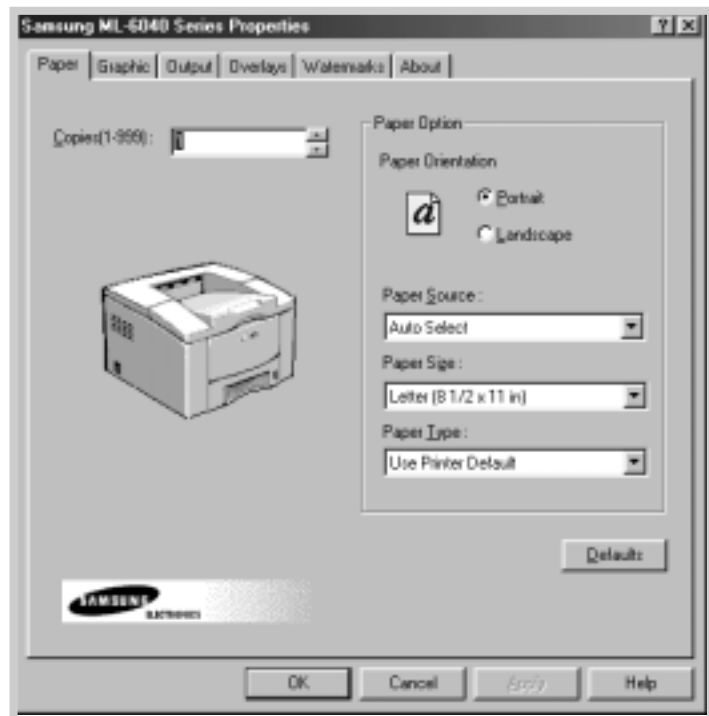 Samsung ML-6040 Series Properties
Paper Graphic Output Overlays Watermarks About
Copies(1-999): 1
Paper Option
Paper Orientation
a
Portrait
Landscape
Paper Source :
Auto Select
Paper Size :
Letter (8 1/2 x 11 in)
Paper Type :
Use Printer Default
Defaults
SAMSUNG
ELECTRONICS
OK Cancel Apply Help